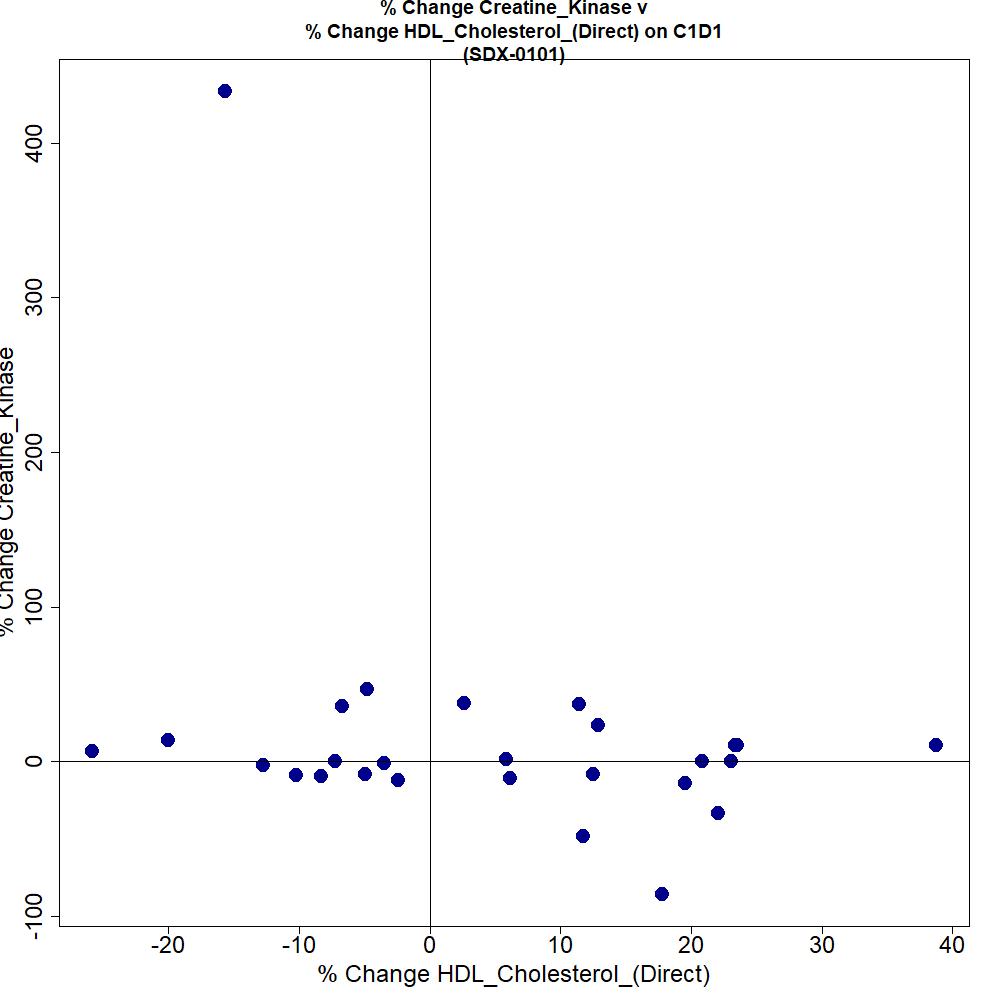 % Change Creatine_Kinase v
% Change HDL_Cholesterol_(Direct) on C1D1
(SDX-0101)
% Change Creatine_Kinase
400
300
200
100
0
-100
-20
-10
0
10
20
30
40
% Change HDL_Cholesterol_(Direct)